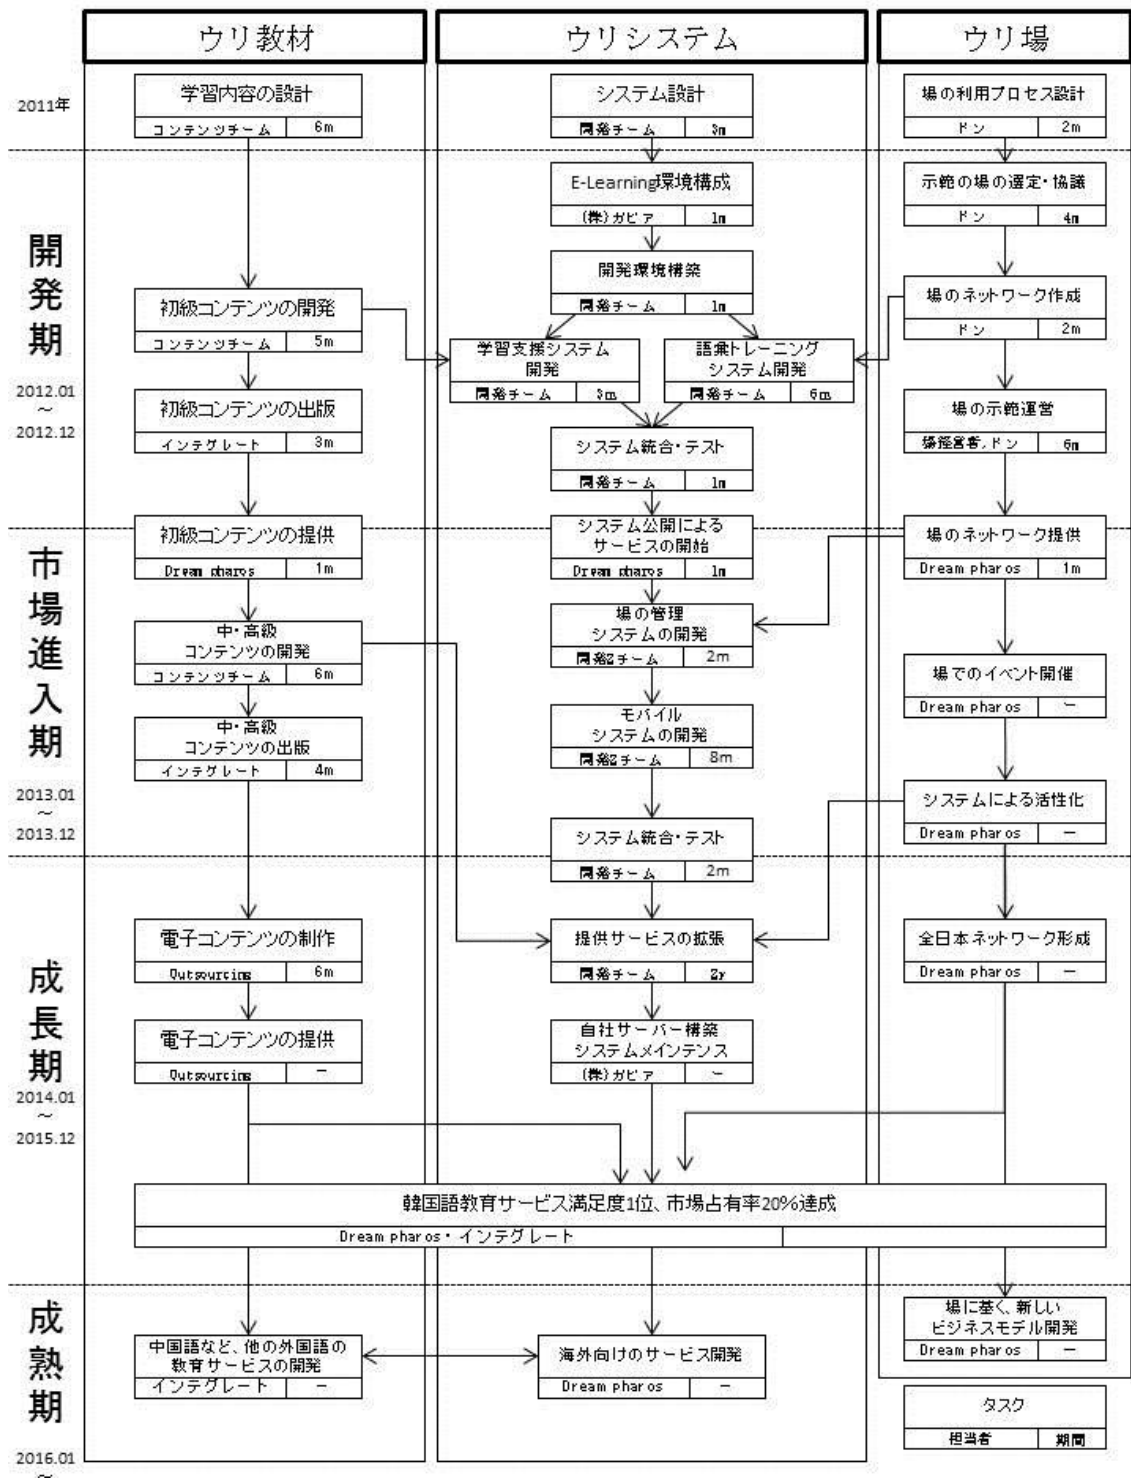 ウリ教材
ウリシステム
ウリ場
2011年
学習内容の設計
コンテンツチーム 6m
システム設計
開発チーム 3m
場の利用プロセス設計
ドン 2m
開発期
2012.01
～
2012.12
E-Learning環境構成
(株)ガビア 1m
示範の場の選定・協議
ドン 4m
開発環境構築
開発チーム 1m
初級コンテンツの開発
コンテンツチーム 5m
場のネットワーク作成
ドン 2m
学習支援システム
開発
開発チーム 3m
語彙トレーニング
システム開発
開発チーム 6m
初級コンテンツの出版
インテグレート 3m
場の示範運営
場経営者,ドン 6m
システム統合・テスト
開発チーム 1m
市場進入期
2013.01
～
2013.12
初級コンテンツの提供
Dream pharos 1m
システム公開による
サービスの開始
Dream pharos 1m
場のネットワーク提供
Dream pharos 1m
中・高級
コンテンツの開発
コンテンツチーム 6m
場の管理
システムの開発
開発2チーム 2m
場でのイベント開催
Dream pharos －
中・高級
コンテンツの出版
インテグレート 4m
モバイル
システムの開発
開発2チーム 8m
システムによる活性化
Dream pharos －
システム統合・テスト
開発チーム 2m
成長期
2014.01
～
2015.12
電子コンテンツの制作
Outsourcing 6m
提供サービスの拡張
開発チーム 2y
全日本ネットワーク形成
Dream pharos －
電子コンテンツの提供
Outsourcing －
自社サーバー構築
システムメインテンス
(株)ガビア －
韓国語教育サービス満足度1位、市場占有率20%達成
Dream pharos・インテグレート
成熟期
2016.01
～
中国語など、他の外国語の
教育サービスの開発
インテグレート －
海外向けのサービス開発
Dream pharos －
場に基く、新しい
ビジネスモデル開発
Dream pharos －
タスク
担当者 期間